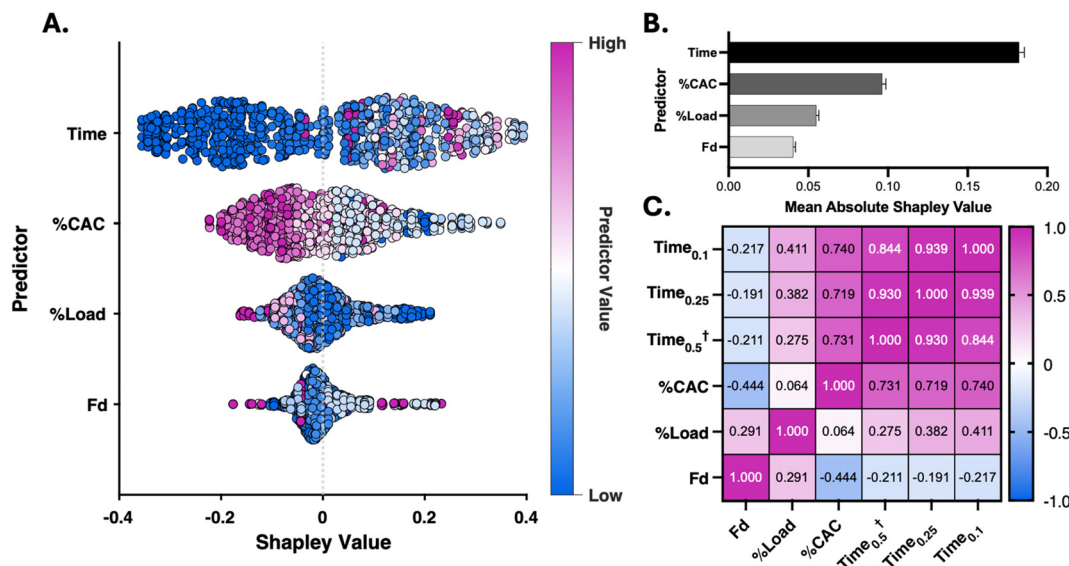 A.
Predictor
Time
%CAC
%Load
Fd
-0.4
-0.2
0
0.2
0.4
Shapley Value
High
Predictor Value
Low
B.
Predictor
Time
%CAC
%Load
Fd
0.00
0.05
0.10
0.15
0.20
Mean Absolute Shapley Value
C.
Time0.1 -0.217 0.411 0.740 0.844 0.939 1.000
Time0.25 -0.191 0.382 0.719 0.930 1.000 0.939
Time0.5† -0.211 0.275 0.731 1.000 0.930 0.844
%CAC -0.444 0.064 1.000 0.731 0.719 0.740
%Load 0.291 1.000 0.064 0.275 0.382 0.411
Fd 1.000 0.291 -0.444 -0.211 -0.191 -0.217
Fd %Load %CAC Time0.5† Time0.25 Time0.1
1.0
0.5
0
-0.5
-1.0